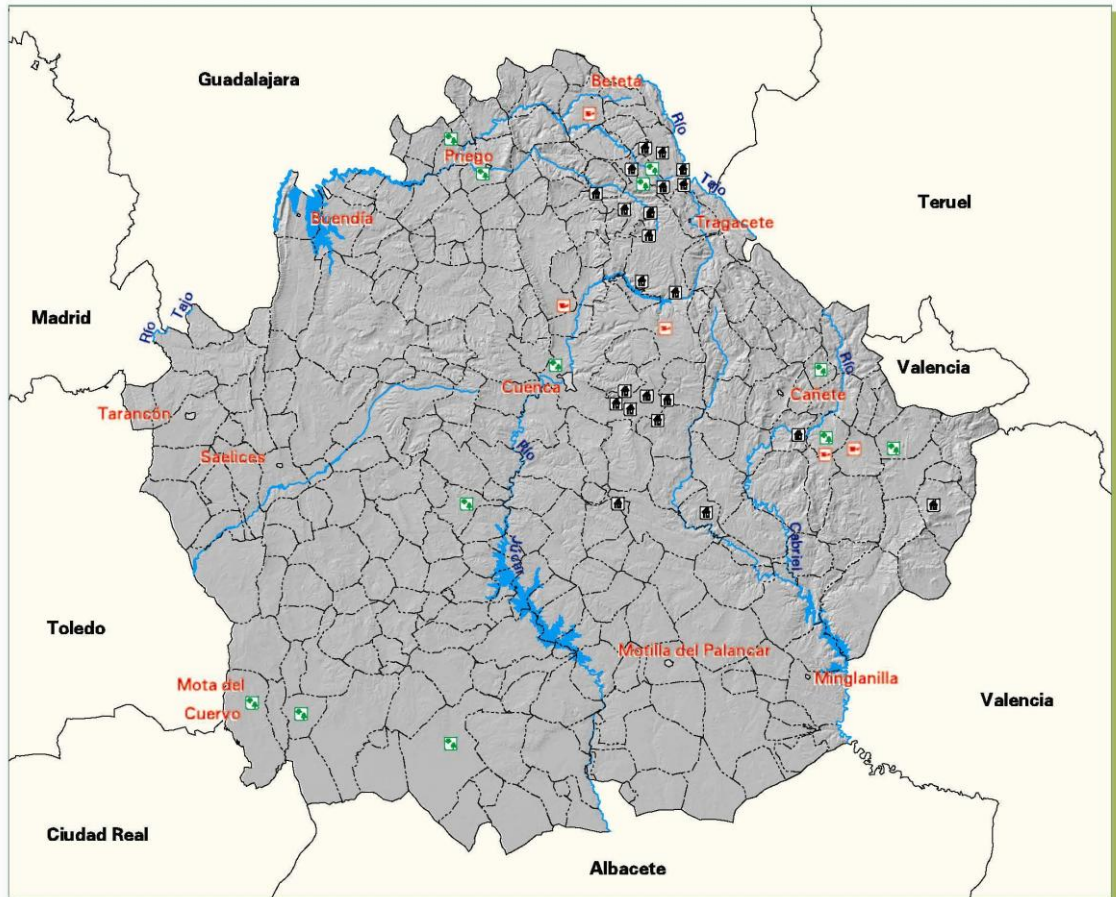 Guadalajara
Beteta
Río
Priego
Tajo
Teruel
Buendía
Tragacete
Madrid
Río
Tajo
Río
Valencia
Cuenca
Cañete
Tarancón
Saelices
Río
Júcar
Cabriel
Toledo
Motilla del Palancar
Minglanilla
Mota del
Cuervo
Valencia
Ciudad Real
Albacete